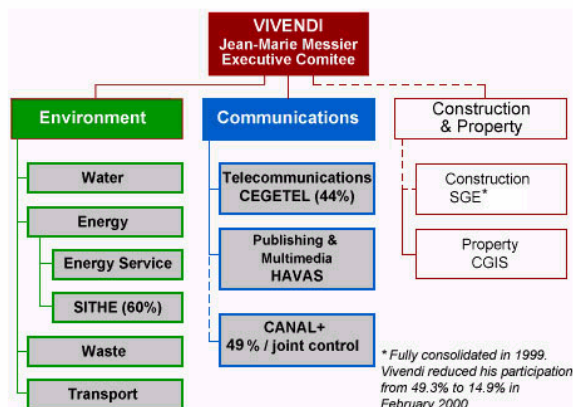 VIVENDI
Jean-Marie Messier
Executive Comitee
Environment
Water
Energy
Energy Service
SITHE (60%)
Waste
Transport
Communications
Telecommunications
CEGETEL (44%)
Publishing &
Multimedia
HAVAS
CANAL+
49% / joint control
Construction
& Property
Construction
SGE*
Property
CGIS
* Fully consolidated in 1999.
Vivendi reduced his participation
from 49.3% to 14.9% in
February 2000